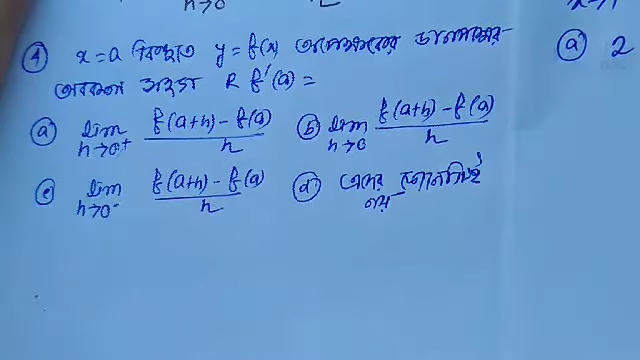 ④ x = a বিন্দুতে y = f(x) অপেক্ষকের ডানপক্ষের
অবকল সহগ R f'(a) =
ⓐ lim h→0+ f(a+h) - f(a) / h ⓑ lim h→0 f(a+h) - f(a) / h
ⓒ lim h→0- f(a+h) - f(a) / h ⓓ এদের কোনোটিই
নয়
ⓐ 2